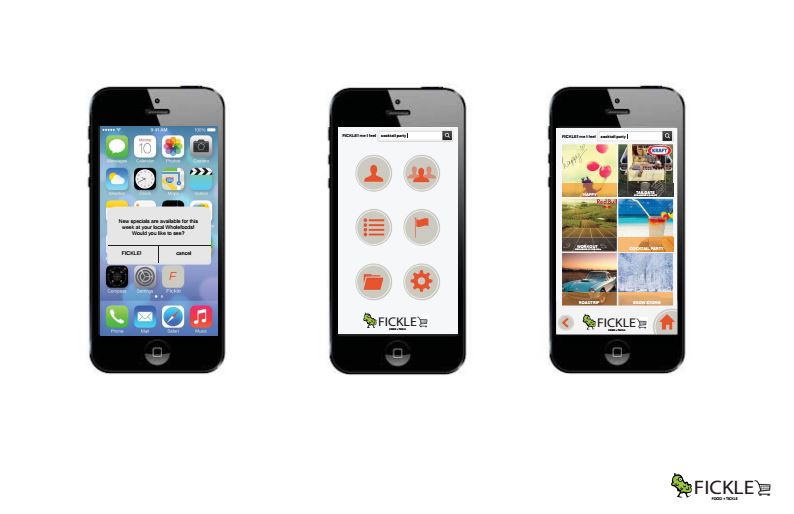 9:41 AM
100%
Monday
10
Messages
Calendar
Photos
Camera
Weather
Clock
Maps
Videos
New specials are available for this
week at your local Wholefoods!
Would you like to see?
FICKLE!
cancel
Compass
Settings
F
Fickle
Phone
Mail
Safari
Music
FICKLE! me I feel
cocktail party
FICKLE
FOOD + TICKLE
FICKLE! me I feel
cocktail party
happy!!!
HAPPY
KRAFT
TAILGATE
WORKOUT
Red Bull
COCKTAIL PARTY
ROADTRIP
SNOW STORM
FICKLE
FOOD + TICKLE
FICKLE
FOOD + TICKLE